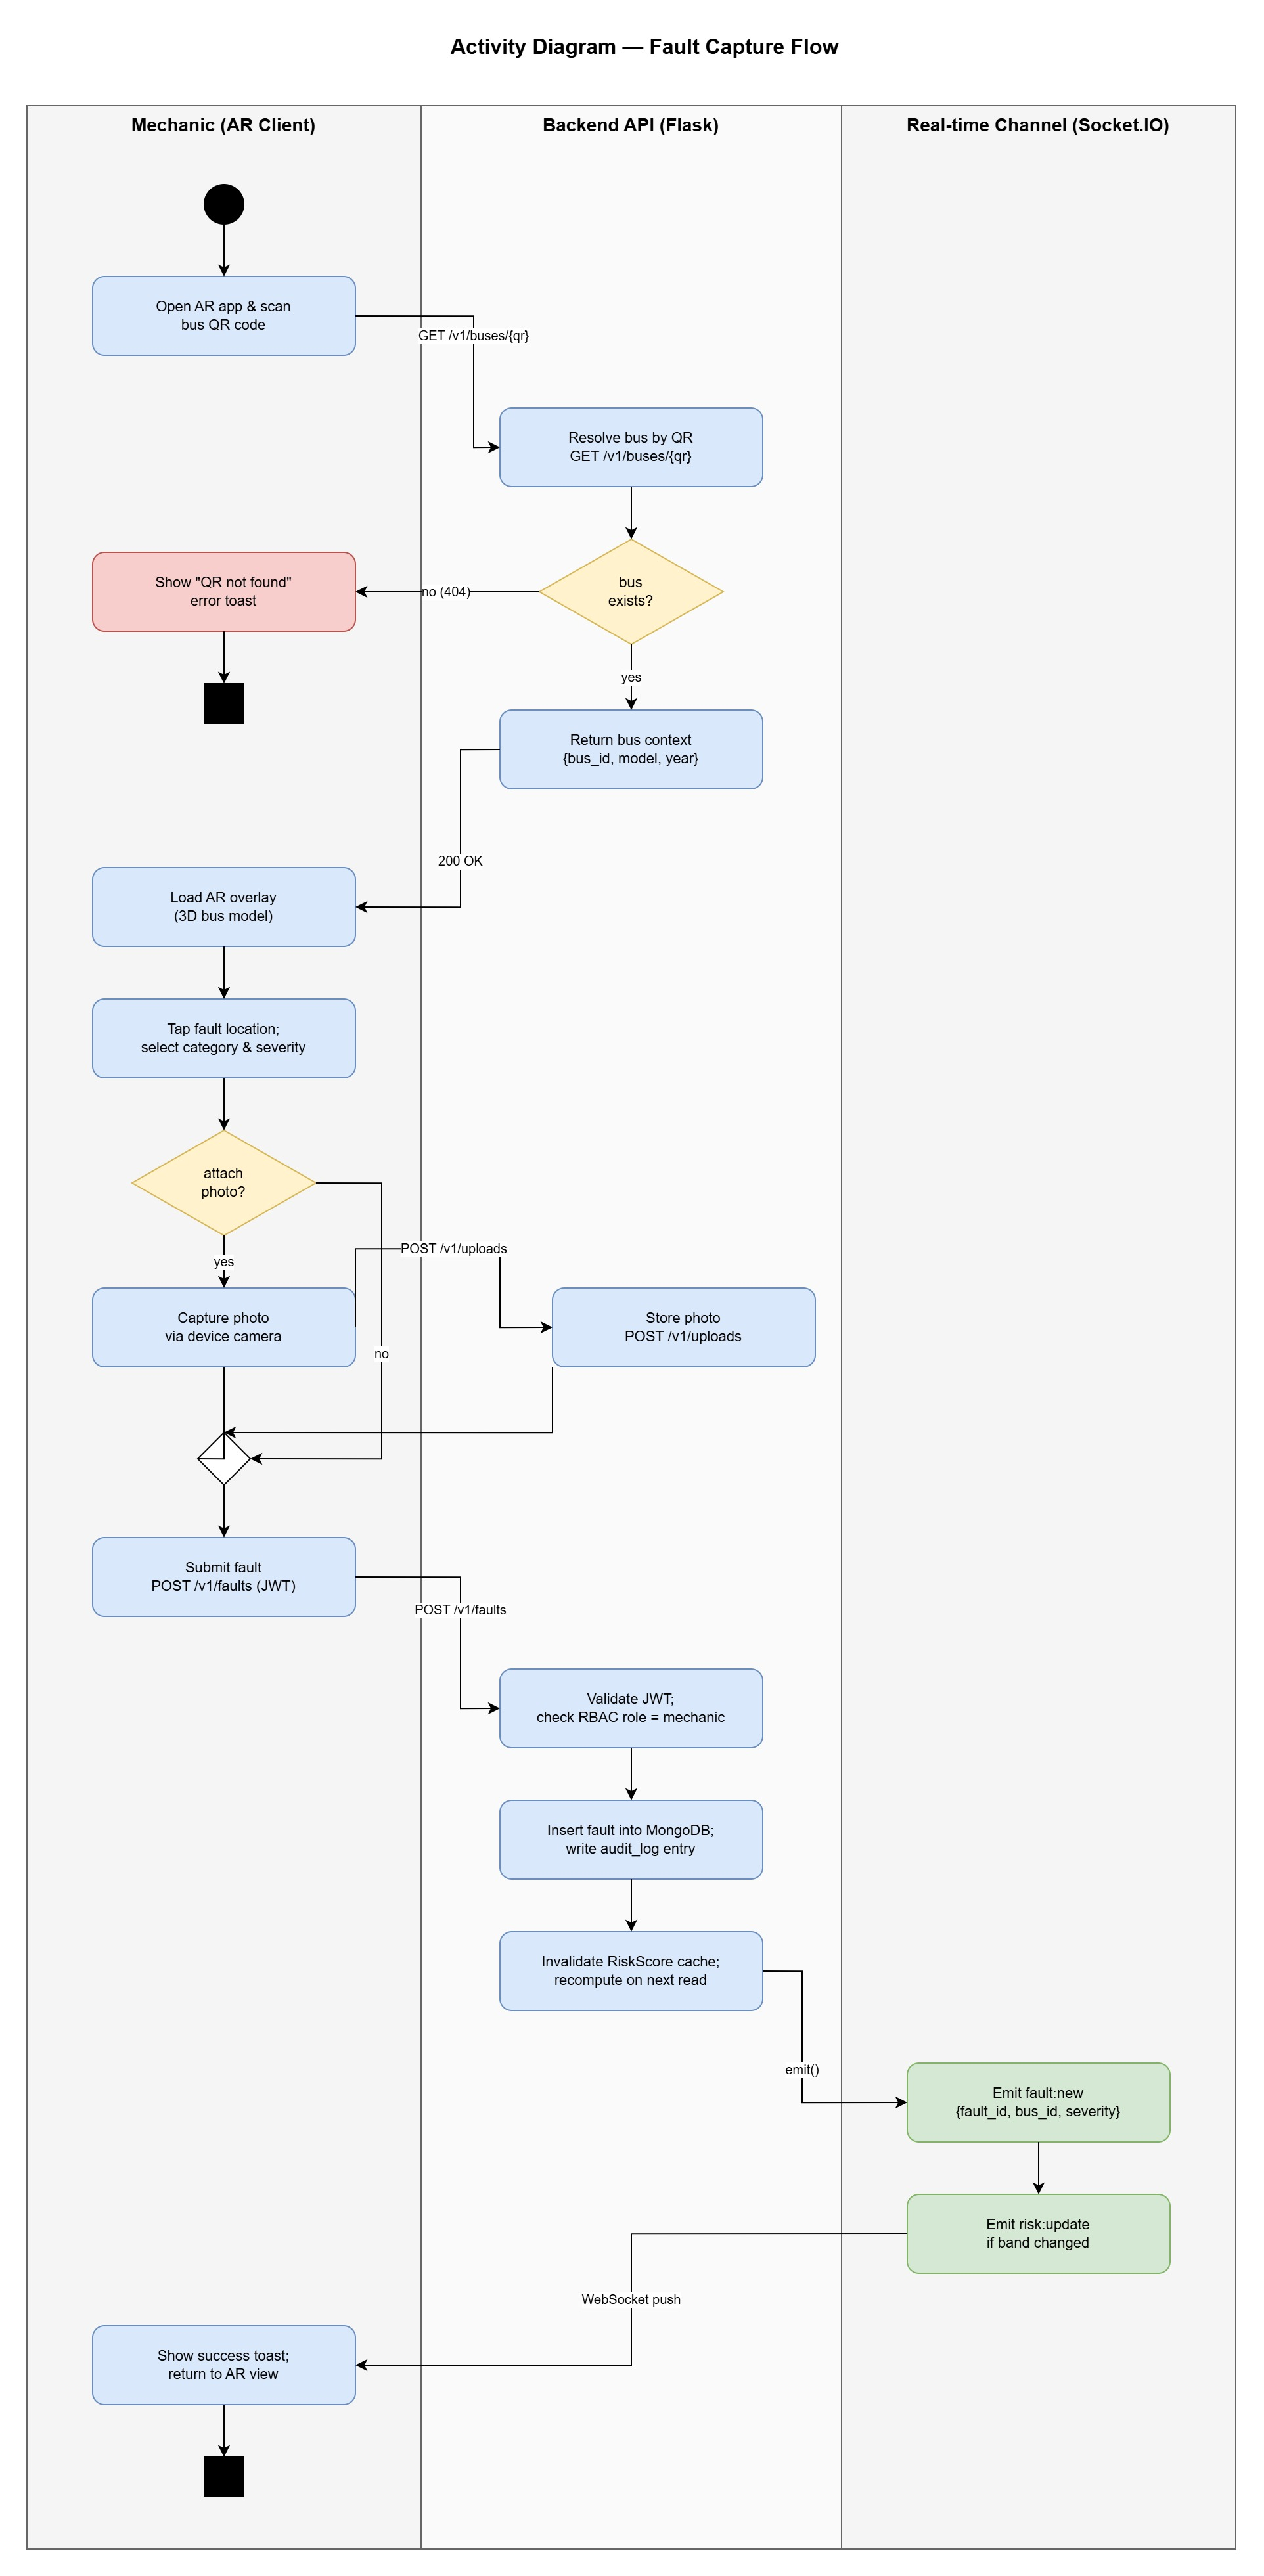 Activity Diagram — Fault Capture Flow
Mechanic (AR Client)
Backend API (Flask)
Real-time Channel (Socket.IO)
Open AR app & scan
bus QR code
GET /v1/buses/{qr}
Resolve bus by QR
GET /v1/buses/{qr}
bus
exists?
no (404)
Show "QR not found"
error toast
yes
Return bus context
{bus_id, model, year}
200 OK
Load AR overlay
(3D bus model)
Tap fault location;
select category & severity
attach
photo?
yes
POST /v1/uploads
Capture photo
via device camera
Store photo
POST /v1/uploads
no
Submit fault
POST /v1/faults (JWT)
POST /v1/faults
Validate JWT;
check RBAC role = mechanic
Insert fault into MongoDB;
write audit_log entry
Invalidate RiskScore cache;
recompute on next read
emit()
Emit fault:new
{fault_id, bus_id, severity}
Emit risk:update
if band changed
WebSocket push
Show success toast;
return to AR view